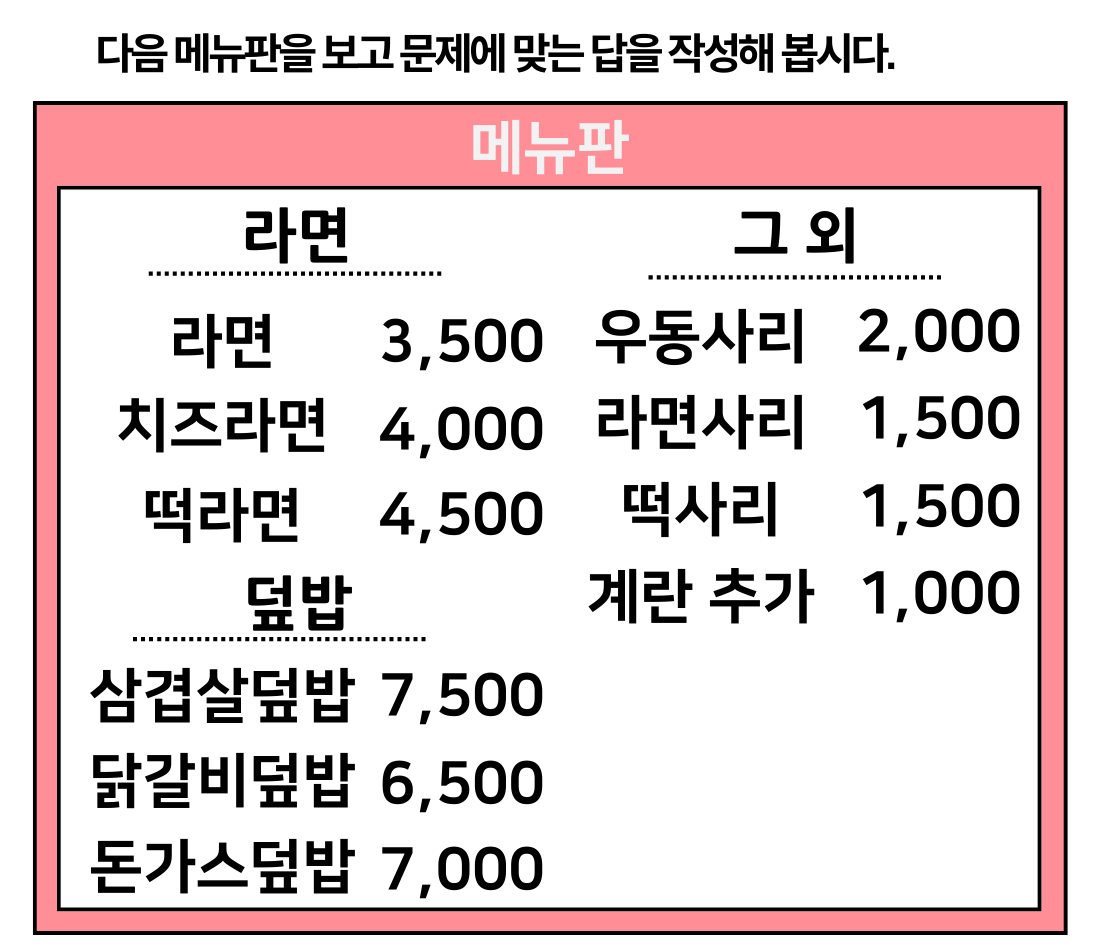 다음 메뉴판을 보고 문제에 맞는 답을 작성해 봅시다.
메뉴판
라면
라면 3,500
치즈라면 4,000
떡라면 4,500
덮밥
삼겹살덮밥 7,500
닭갈비덮밥 6,500
돈가스덮밥 7,000
그 외
우동사리 2,000
라면사리 1,500
떡사리 1,500
계란 추가 1,000